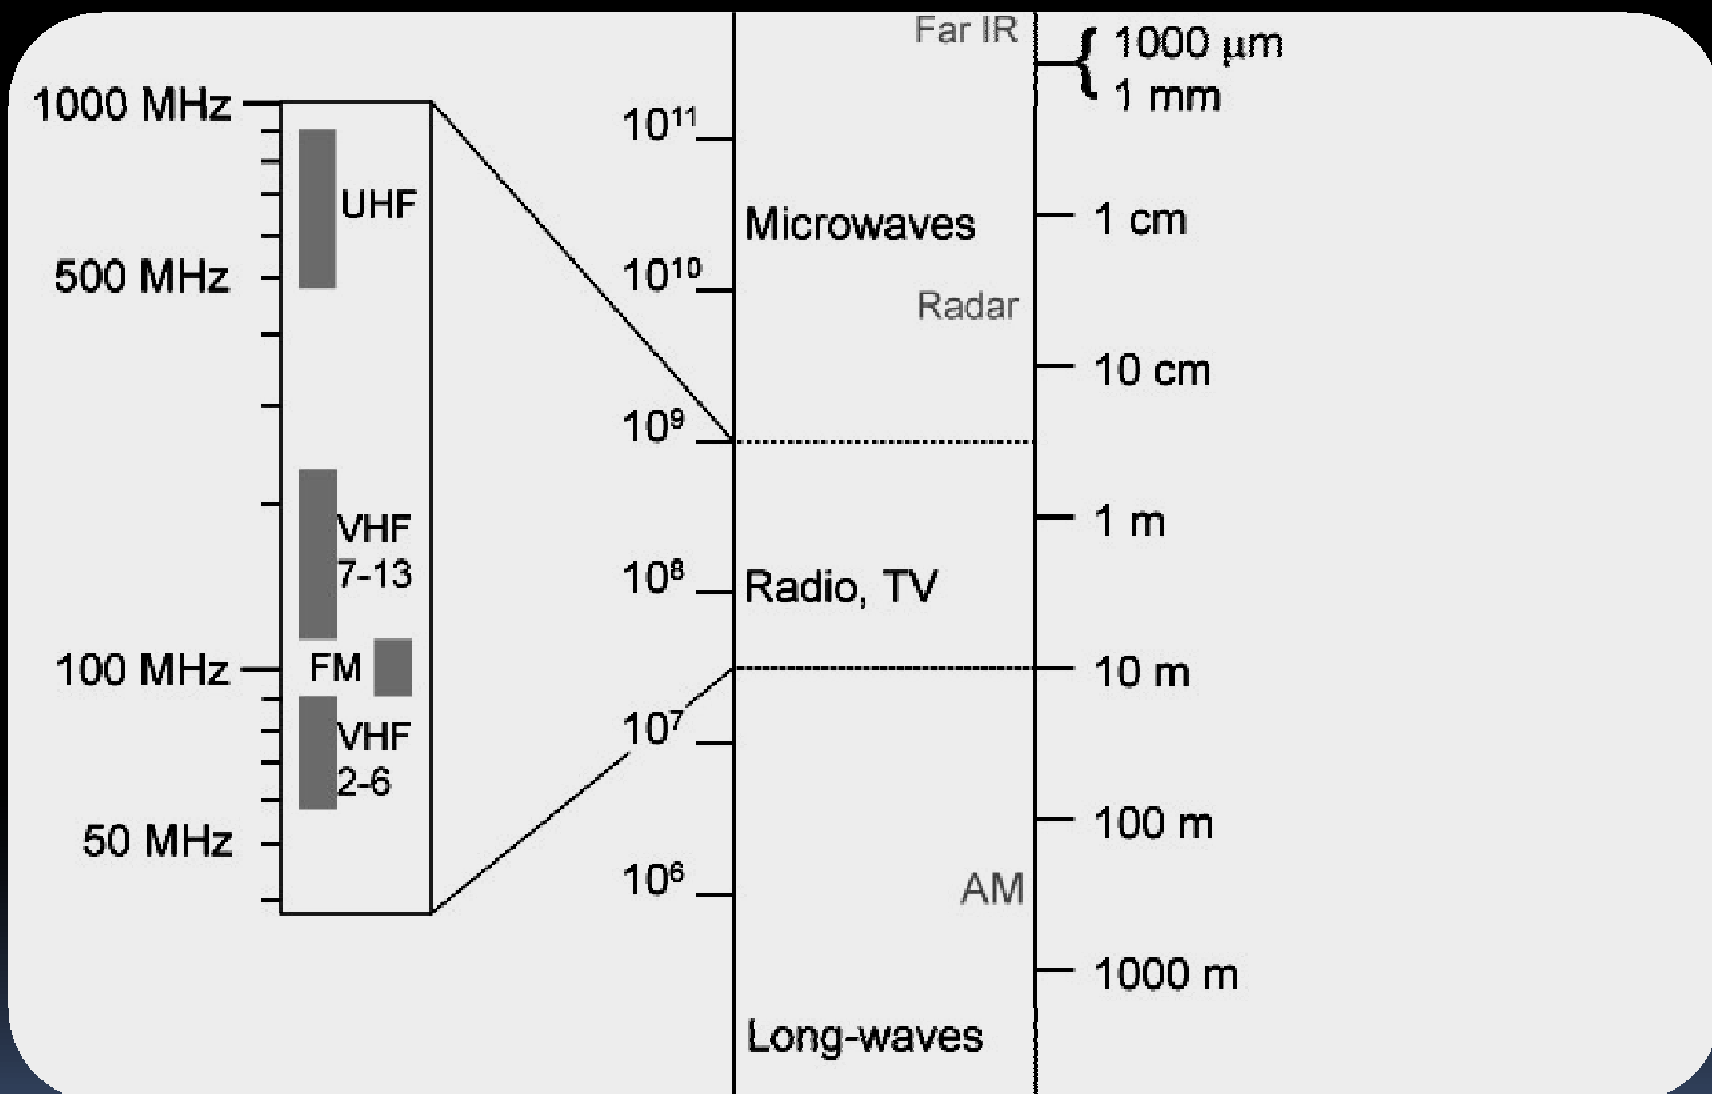 1000 MHz
UHF
500 MHz
VHF
7-13
100 MHz
FM
VHF
2-6
50 MHz
10¹¹
10¹⁰
10⁹
10⁸
10⁷
10⁶
Far IR
Microwaves
Radar
Radio, TV
AM
Long-waves
1000 µm
1 mm
1 cm
10 cm
1 m
10 m
100 m
1000 m